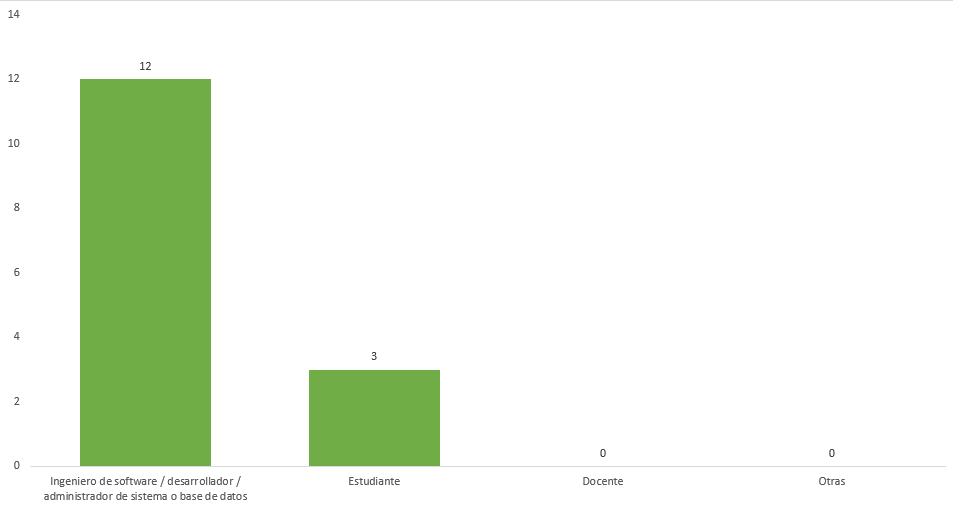 14
12
12
10
8
6
4
3
2
0
0
0
Ingeniero de software / desarrollador /
administrador de sistema o base de datos
Estudiante
Docente
Otras